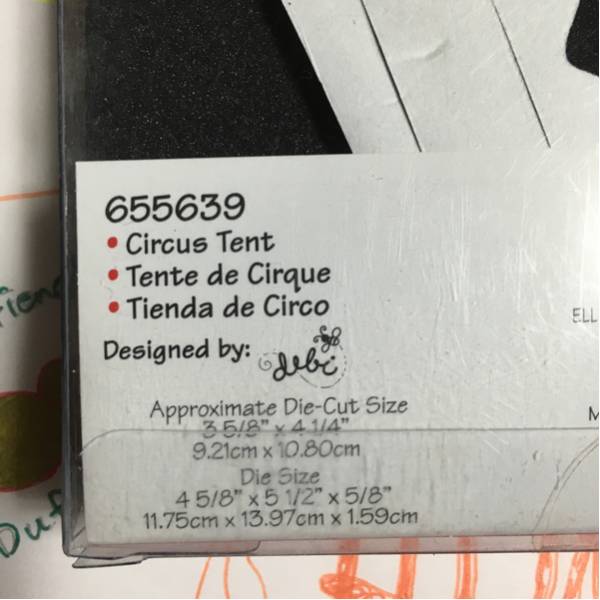 655639
• Circus Tent
• Tente de Cirque
• Tienda de Circo
Designed by: debi
Approximate Die-Cut Size
3 5/8" x 4 1/4"
9.21cm x 10.80cm
Die Size
4 5/8" x 5 1/2" x 5/8"
11.75cm x 13.97cm x 1.59cm
ELL
M